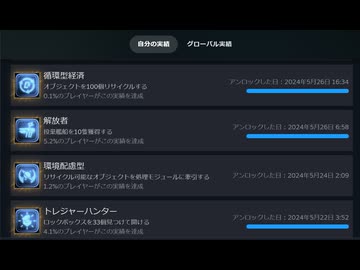 自分の実績
グローバル実績
循環型経済
オブジェクトを100個リサイクルする
0.1%のプレイヤーがこの実績を達成
アンロックした日：2024年5月26日 16:34
解放者
投棄艦船を10隻獲得する
5.2%のプレイヤーがこの実績を達成
アンロックした日：2024年5月26日 6:58
環境配慮型
リサイクル可能なオブジェクトを処理モジュールに牽引する
1.2%のプレイヤーがこの実績を達成
アンロックした日：2024年5月24日 2:09
トレジャーハンター
ロックボックスを33個見つけて開ける
4.1%のプレイヤーがこの実績を達成
アンロックした日：2024年5月22日 3:52